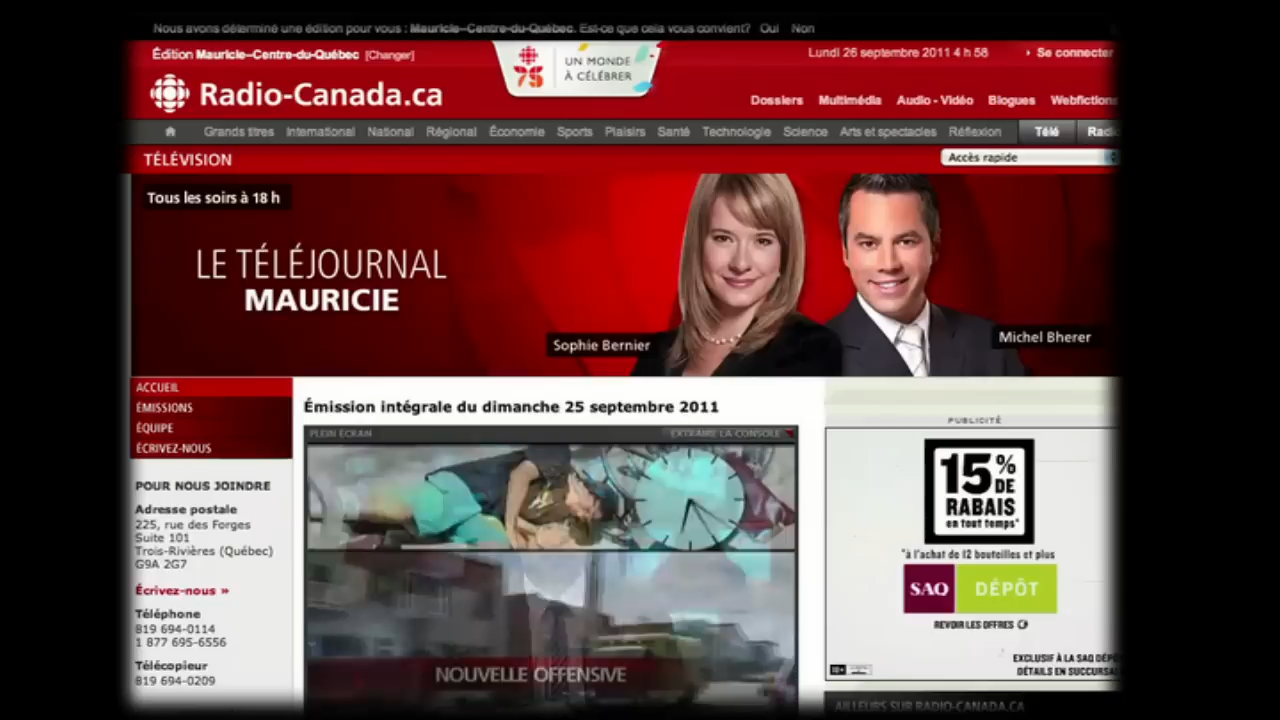 Nous avons déterminé une édition pour vous : Mauricie–Centre-du-Québec. Est-ce que cela vous convient? Oui Non
Édition Mauricie–Centre-du-Québec [Changer]
Lundi 26 septembre 2011 4 h 58
Se connecter
75
UN MONDE
À CÉLÉBRER
Radio-Canada.ca
Dossiers Multimédia Audio - Vidéo Blogues Webfictions
Grands titres International National Régional Économie Sports Plaisirs Santé Technologie Science Arts et spectacles Réflexion Télé Radio
TÉLÉVISION
Accès rapide
Tous les soirs à 18 h
LE TÉLÉJOURNAL
MAURICIE
Sophie Bernier
Michel Bherer
ACCUEIL
ÉMISSIONS
ÉQUIPE
ÉCRIVEZ-NOUS
POUR NOUS JOINDRE
Adresse postale
225, rue des Forges
Suite 101
Trois-Rivières (Québec)
G9A 2G7
Écrivez-nous »
Téléphone
819 694-0114
1 877 695-6556
Télécopieur
819 694-0209
Émission intégrale du dimanche 25 septembre 2011
PLEIN ÉCRAN
EXTRAIRE LA CONSOLE
NOUVELLE OFFENSIVE
PUBLICITÉ
15%
DE
RABAIS
en tout temps*
*à l'achat de 12 bouteilles et plus
SAQ DÉPÔT
REVOIR LES OFFRES
EXCLUSIF À LA SAQ DÉPÔ
DÉTAILS EN SUCCURSA
18+
AILLEURS SUR RADIO-CANADA.CA